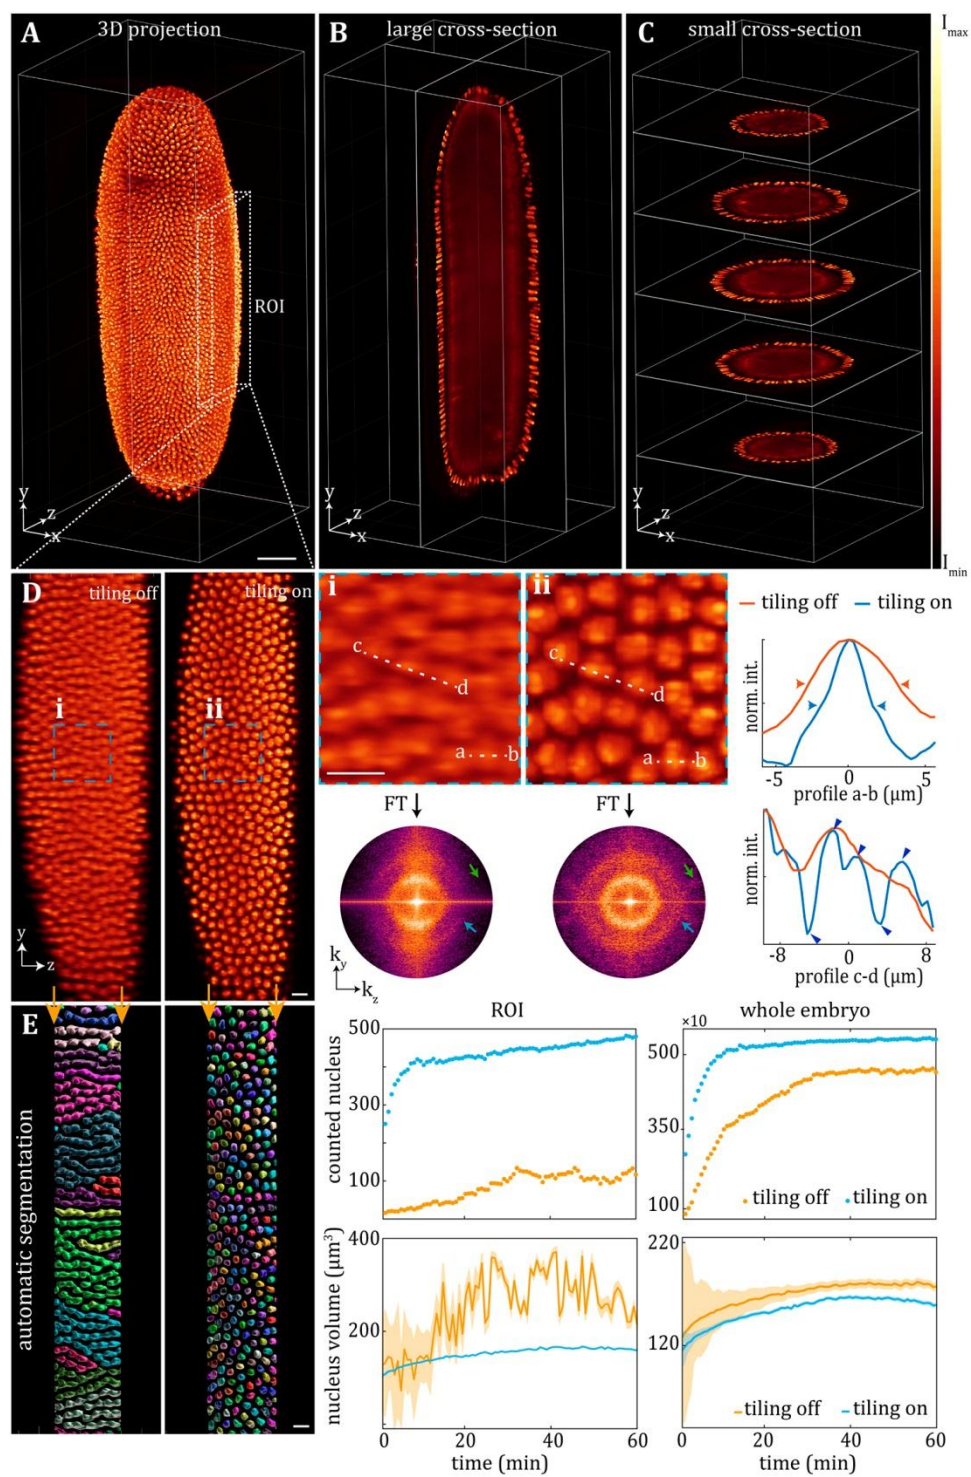 A 3D projection
B large cross-section
C small cross-section
I max
ROI
y
z
x
y
z
x
y
z
x
I min
D tiling off
tiling on
i
ii
y
z
i
c
d
a
b
ii
c
d
a
b
FT
FT
k y
k z
tiling off
tiling on
norm. int.
-5
0
5
profile a-b (μm)
norm. int.
-8
0
8
profile c-d (μm)
E
automatic segmentation
ROI
counted nucleus
500
300
100
whole embryo
×10
500
350
100
tiling off
tiling on
nucleus volume (μm³)
400
200
0
20
40
60
time (min)
220
120
tiling off
tiling on
0
20
40
60
time (min)